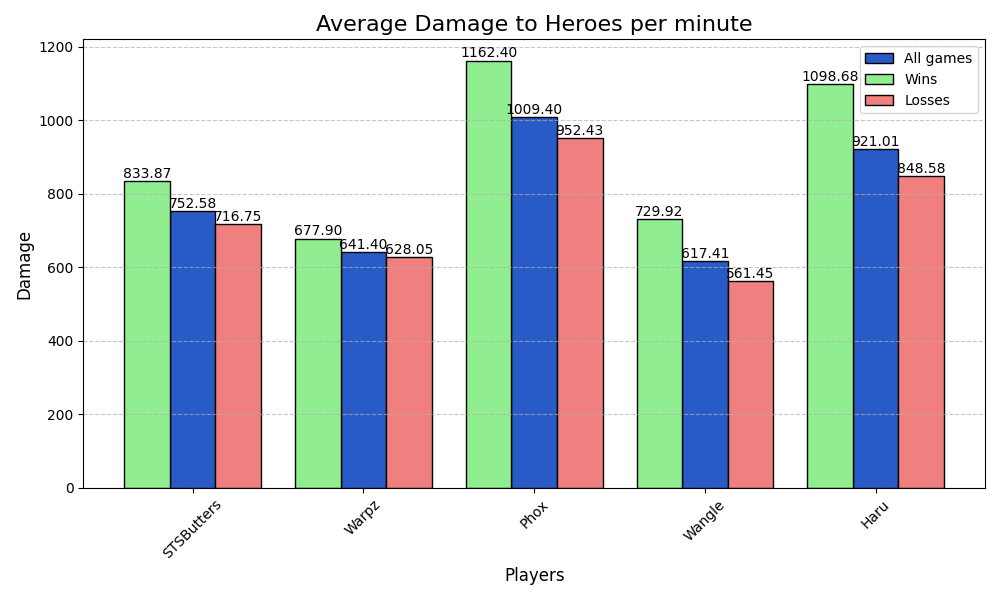 Average Damage to Heroes per minute
Damage
1200
1000
800
600
400
200
0
All games
Wins
Losses
833.87
752.58
716.75
677.90
641.40
628.05
1162.40
1009.40
952.43
729.92
617.41
561.45
1098.68
921.01
848.58
STSButters
Warpz
Phox
Wangle
Haru
Players